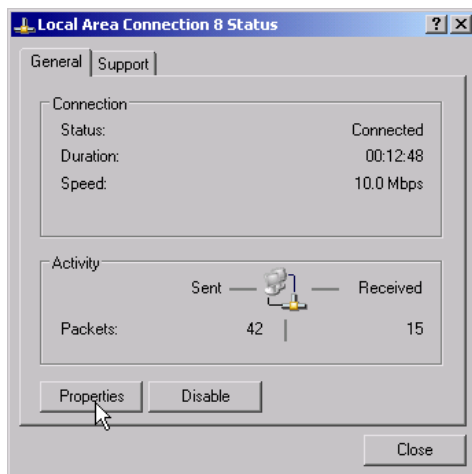 Local Area Connection 8 Status
General Support
Connection
Status: Connected
Duration: 00:12:48
Speed: 10.0 Mbps
Activity
Sent Received
Packets: 42 15
Properties Disable
Close